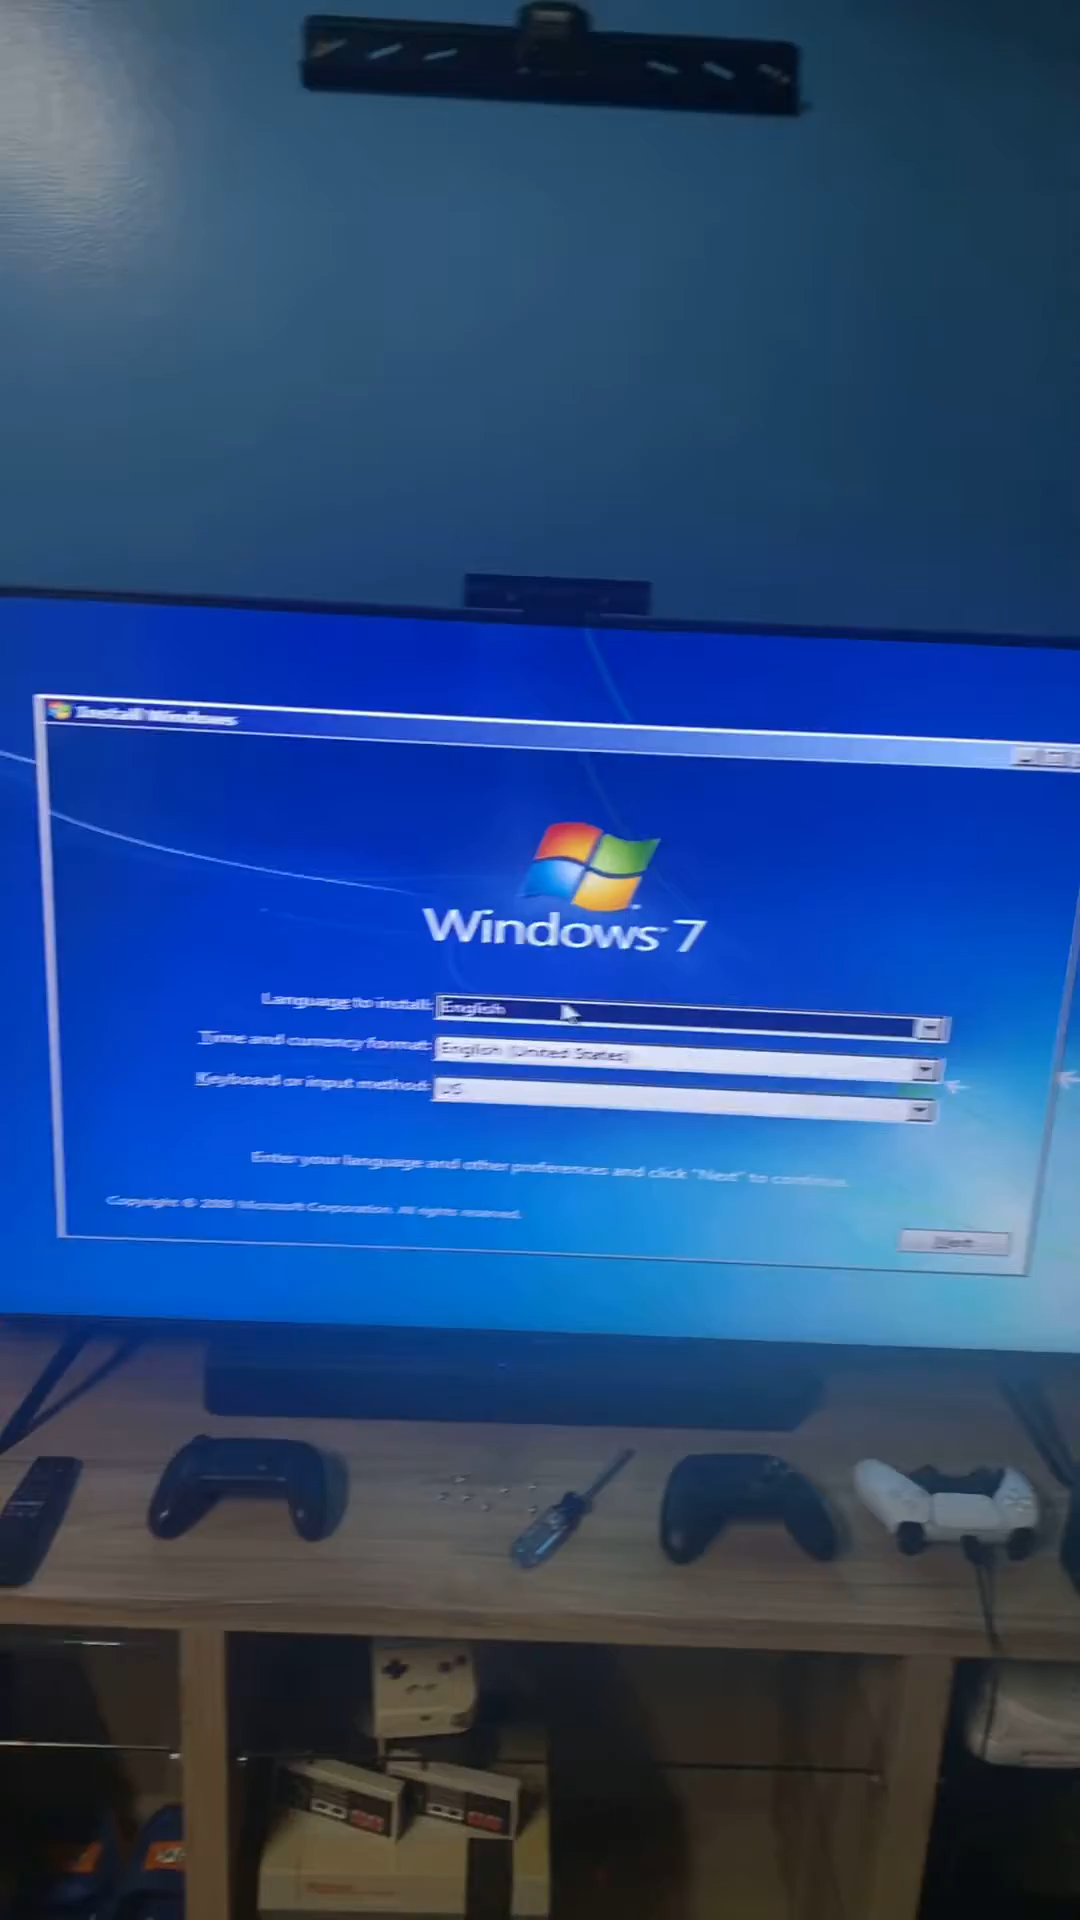 Install Windows
Windows 7
Language to install: English
Time and currency format: English (United States)
Keyboard or input method: US
Enter your language and other preferences and click "Next" to continue.
Copyright © 2009 Microsoft Corporation. All rights reserved.
Next